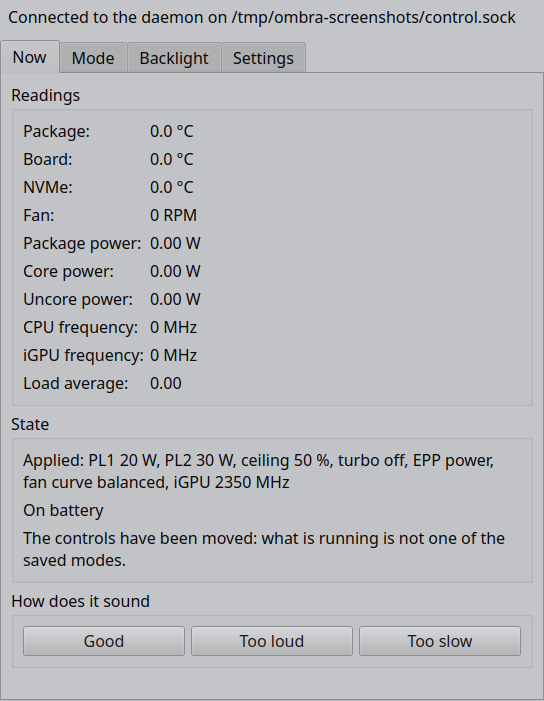 Connected to the daemon on /tmp/ombra-screenshots/control.sock
Now Mode Backlight Settings
Readings
Package: 0.0 °C
Board: 0.0 °C
NVMe: 0.0 °C
Fan: 0 RPM
Package power: 0.00 W
Core power: 0.00 W
Uncore power: 0.00 W
CPU frequency: 0 MHz
iGPU frequency: 0 MHz
Load average: 0.00
State
Applied: PL1 20 W, PL2 30 W, ceiling 50 %, turbo off, EPP power,
fan curve balanced, iGPU 2350 MHz
On battery
The controls have been moved: what is running is not one of the
saved modes.
How does it sound
Good Too loud Too slow